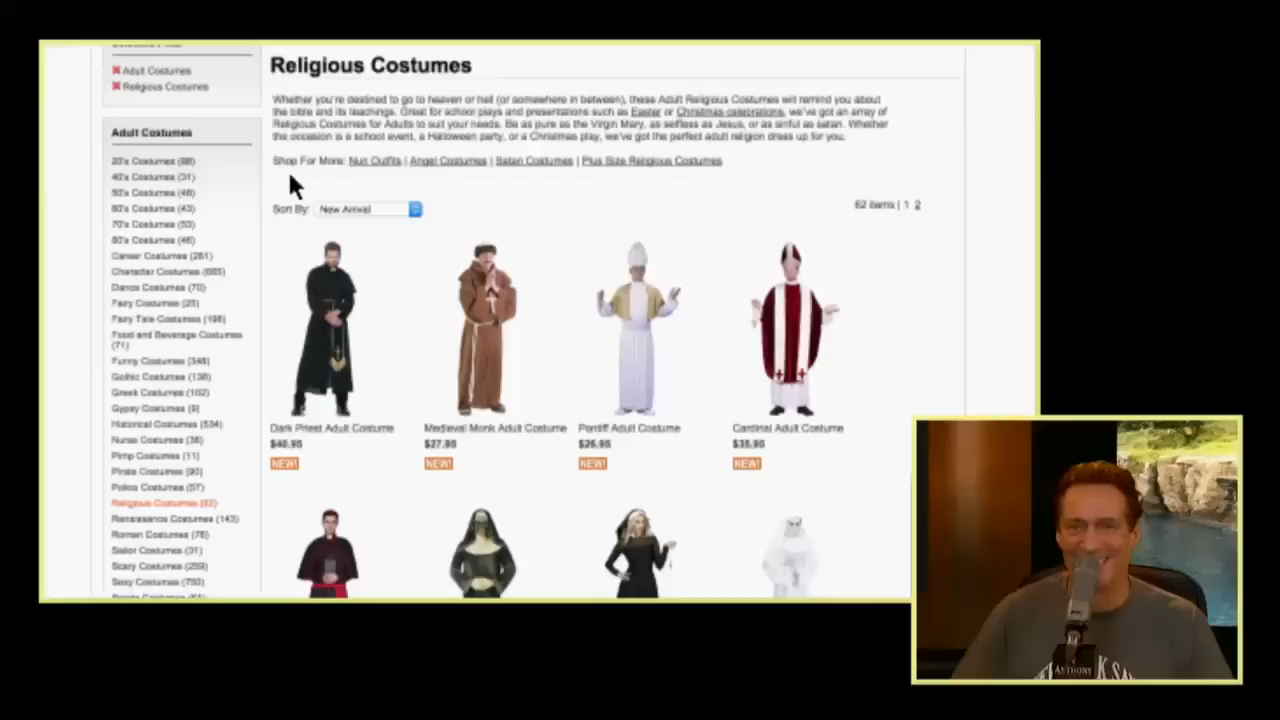 Religious Costumes
Adult Costumes
Religious Costumes
Whether you're destined to go to heaven or hell (or somewhere in between), these Adult Religious Costumes will remind you about
the bible and its teachings. Great for school plays and presentations such as Easter or Christmas celebrations, we've got an array of
Religious Costumes for Adults to suit your needs. Be as pure as the Virgin Mary, as selfless as Jesus, or as sinful as satan. Whether
the occasion is a school event, a Halloween party, or a Christmas play, we've got the perfect adult religion dress up for you.
Shop For More: Nun Outfits | Angel Costumes | Satan Costumes | Plus Size Religious Costumes
Sort By: New Arrival
62 items | 1 2
Adult Costumes
20's Costumes (88)
40's Costumes (31)
50's Costumes (48)
60's Costumes (43)
70's Costumes (53)
80's Costumes (46)
Career Costumes (261)
Character Costumes (685)
Dance Costumes (70)
Fairy Costumes (25)
Fairy Tale Costumes (198)
Food and Beverage Costumes
(71)
Funny Costumes (348)
Gothic Costumes (138)
Greek Costumes (102)
Gypsy Costumes (9)
Historical Costumes (534)
Nurse Costumes (36)
Pimp Costumes (11)
Pirate Costumes (90)
Police Costumes (57)
Religious Costumes (62)
Renaissance Costumes (143)
Roman Costumes (76)
Sailor Costumes (31)
Scary Costumes (259)
Sexy Costumes (750)
Dark Priest Adult Costume
$40.95
NEW!
Medieval Monk Adult Costume
$27.95
NEW!
Pontiff Adult Costume
$26.95
NEW!
Cardinal Adult Costume
$35.95
NEW!
ANTHONY